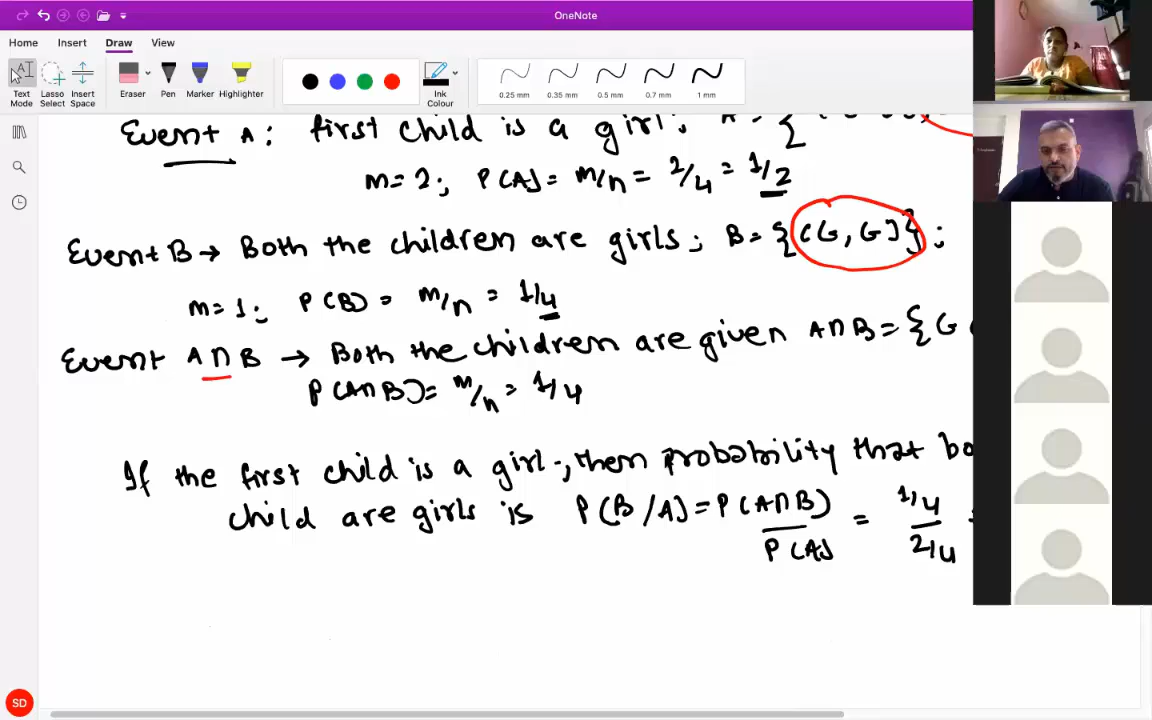 OneNote
Home Insert Draw View
Text Mode Lasso Select Insert Space Eraser Pen Marker Highlighter Ink Colour 0.25 mm 0.35 mm 0.5 mm 0.7 mm 1 mm
Event A: first child is a girl; A = {
m = 2; P(A) = m/n = 2/4 = 1/2
Event B → Both the children are girls; B = {(G, G)};
m = 1; P(B) = m/n = 1/4
Event A∩B → Both the children are given A∩B = {G
P(A∩B) = m/n = 1/4
If the first child is a girl, then probability that bo
child are girls is P(B/A) = P(A∩B)/P(A) = 1/4 / 2/4 =
SD